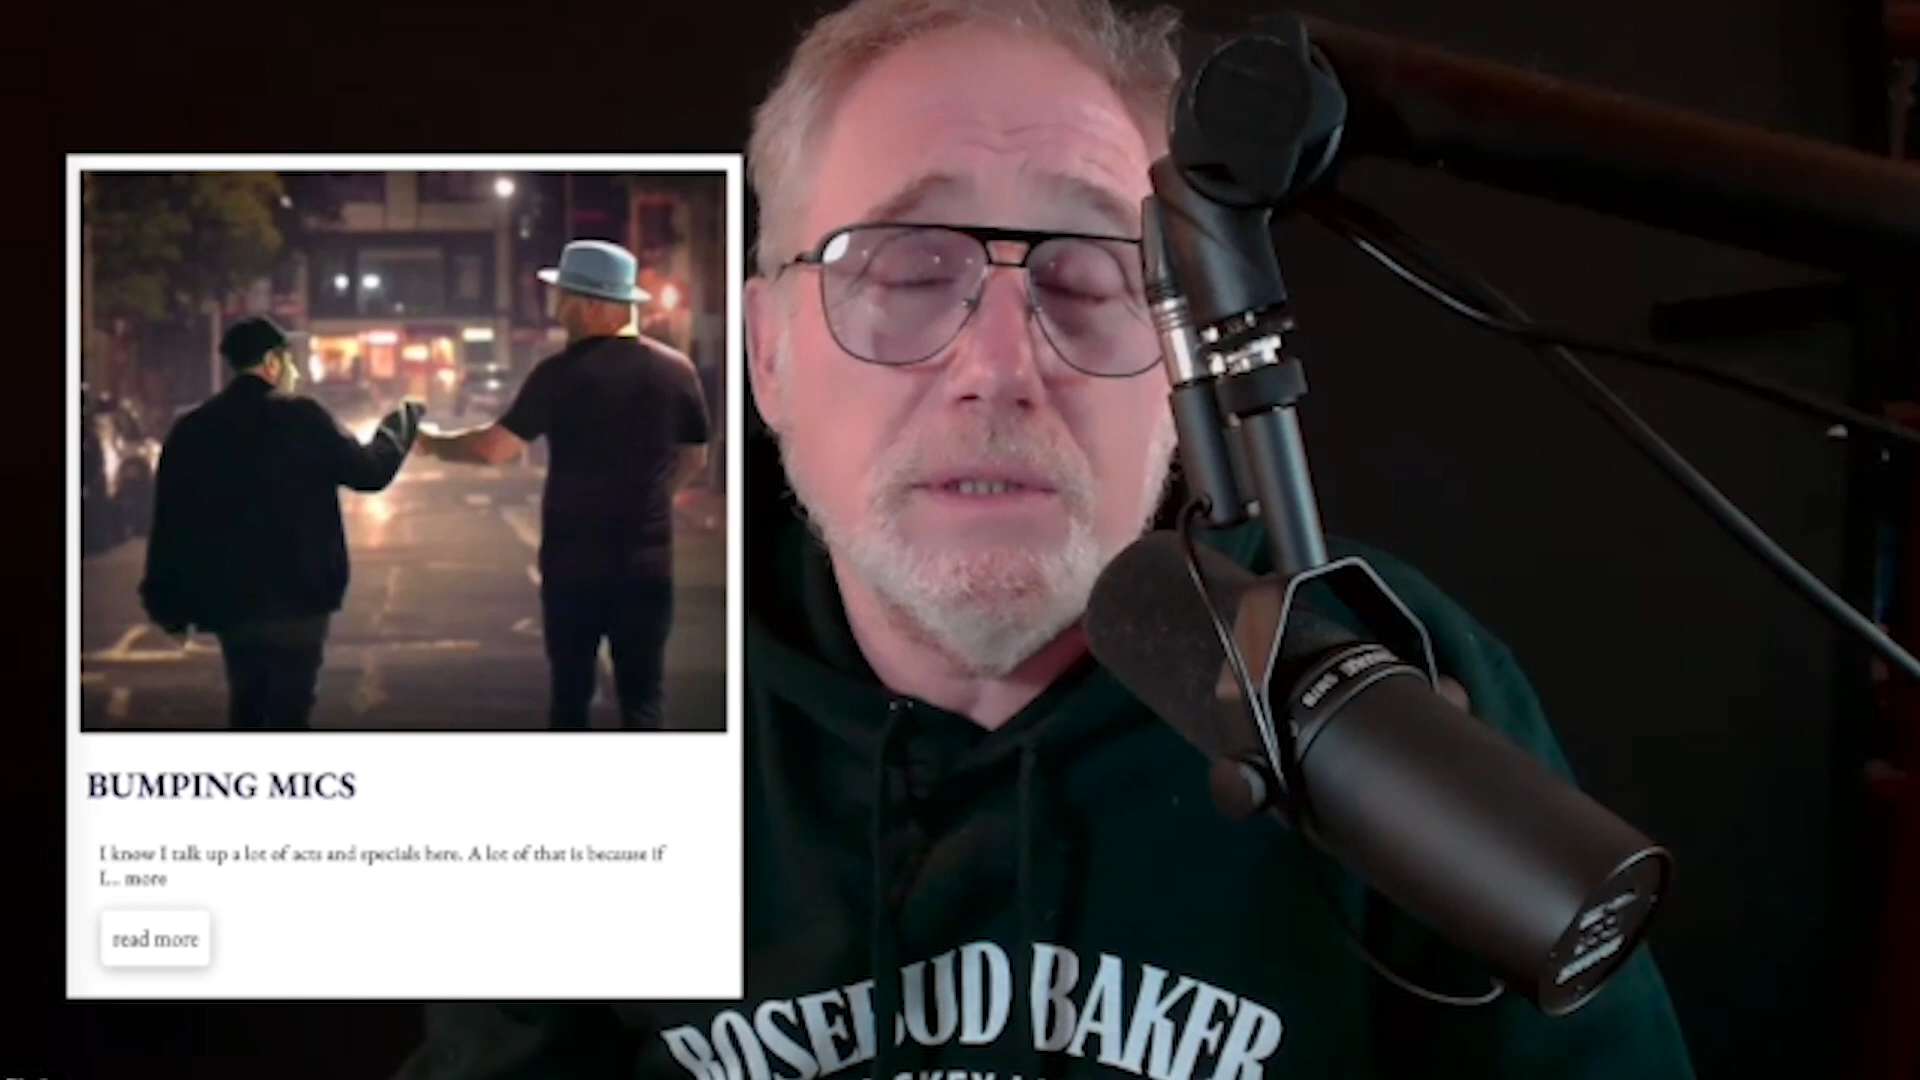 BUMPING MICS
I know I talk up a lot of acts and specials here. A lot of that is because if
I... more
read more
ROSEBUD BAKER